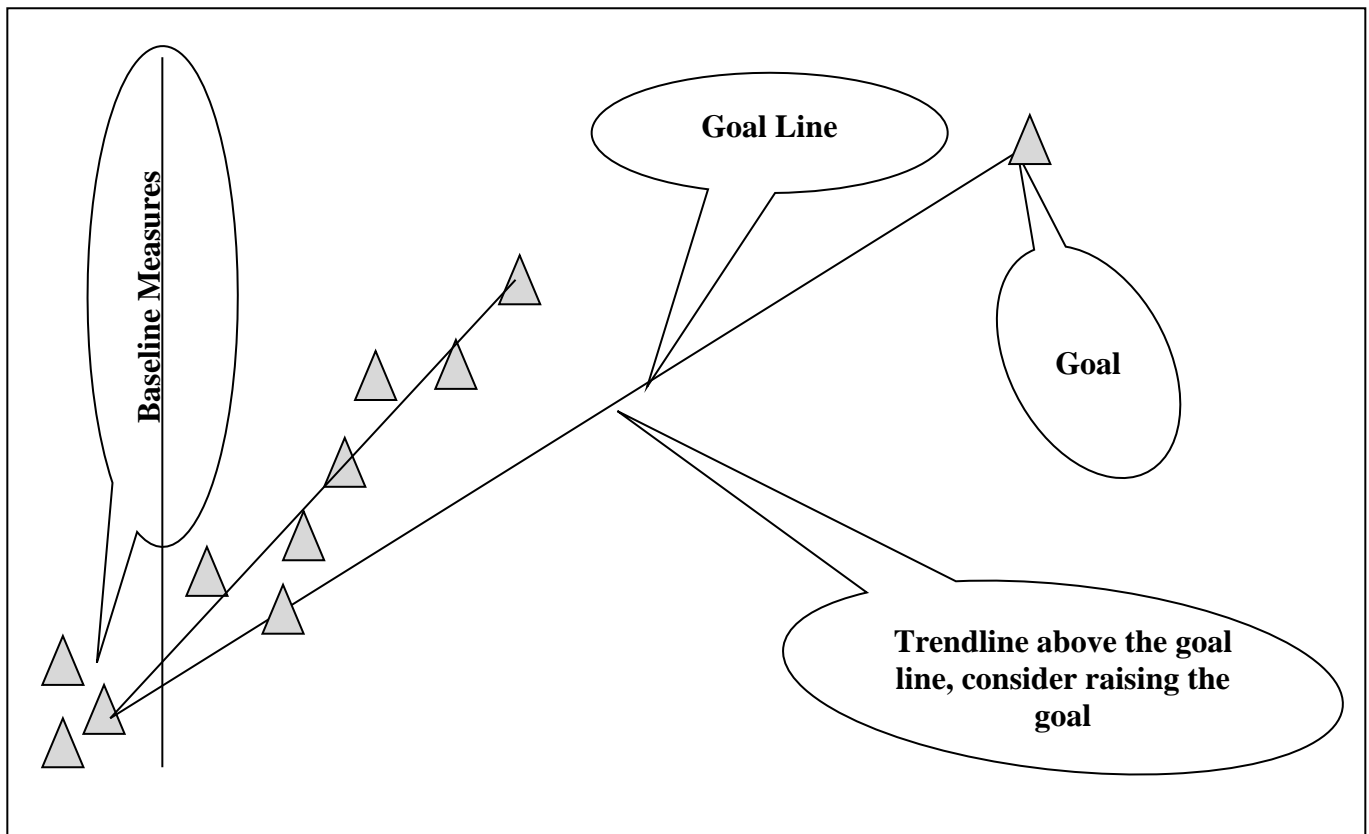 Baseline Measures
Goal Line
Goal
Trendline above the goal
line, consider raising the
goal